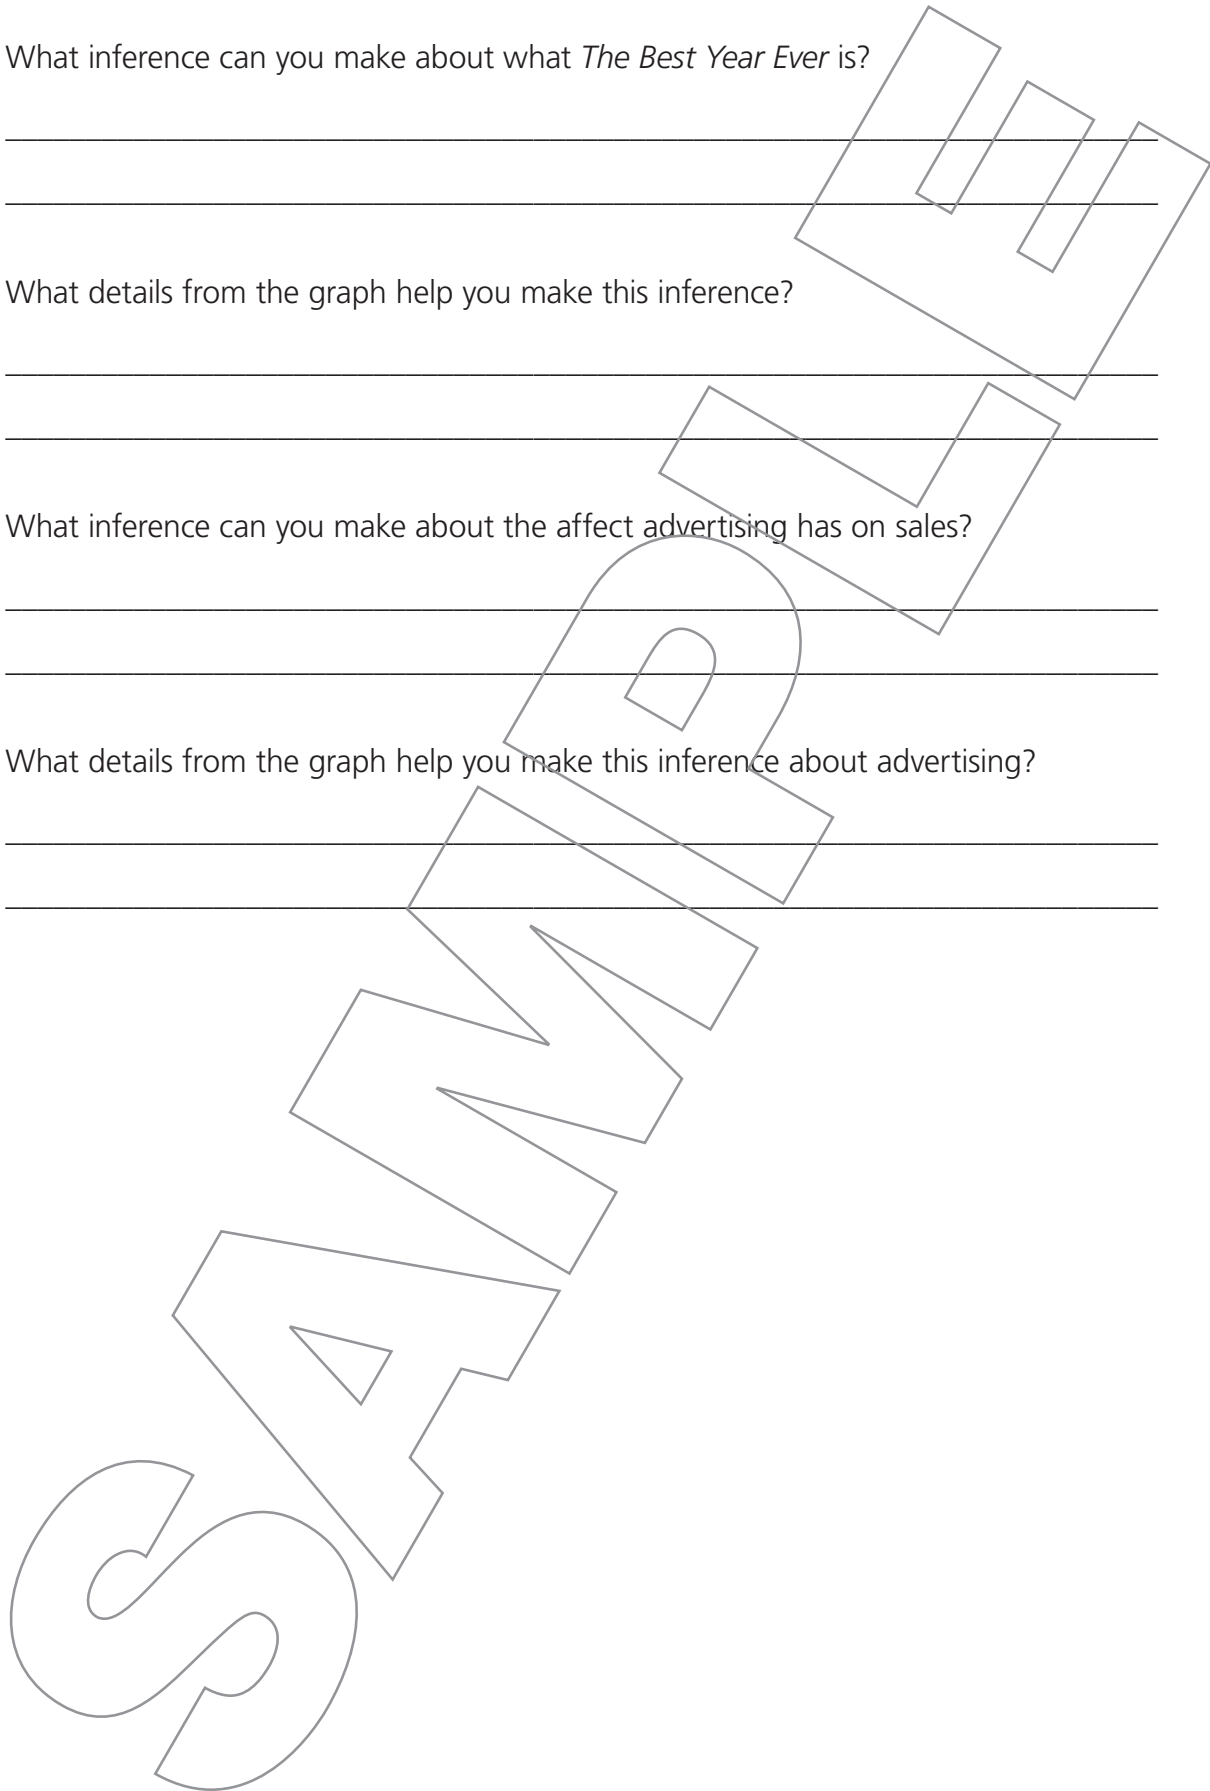 What inference can you make about what The Best Year Ever is?
What details from the graph help you make this inference?
What inference can you make about the affect advertising has on sales?
What details from the graph help you make this inference about advertising?
SAMPLE